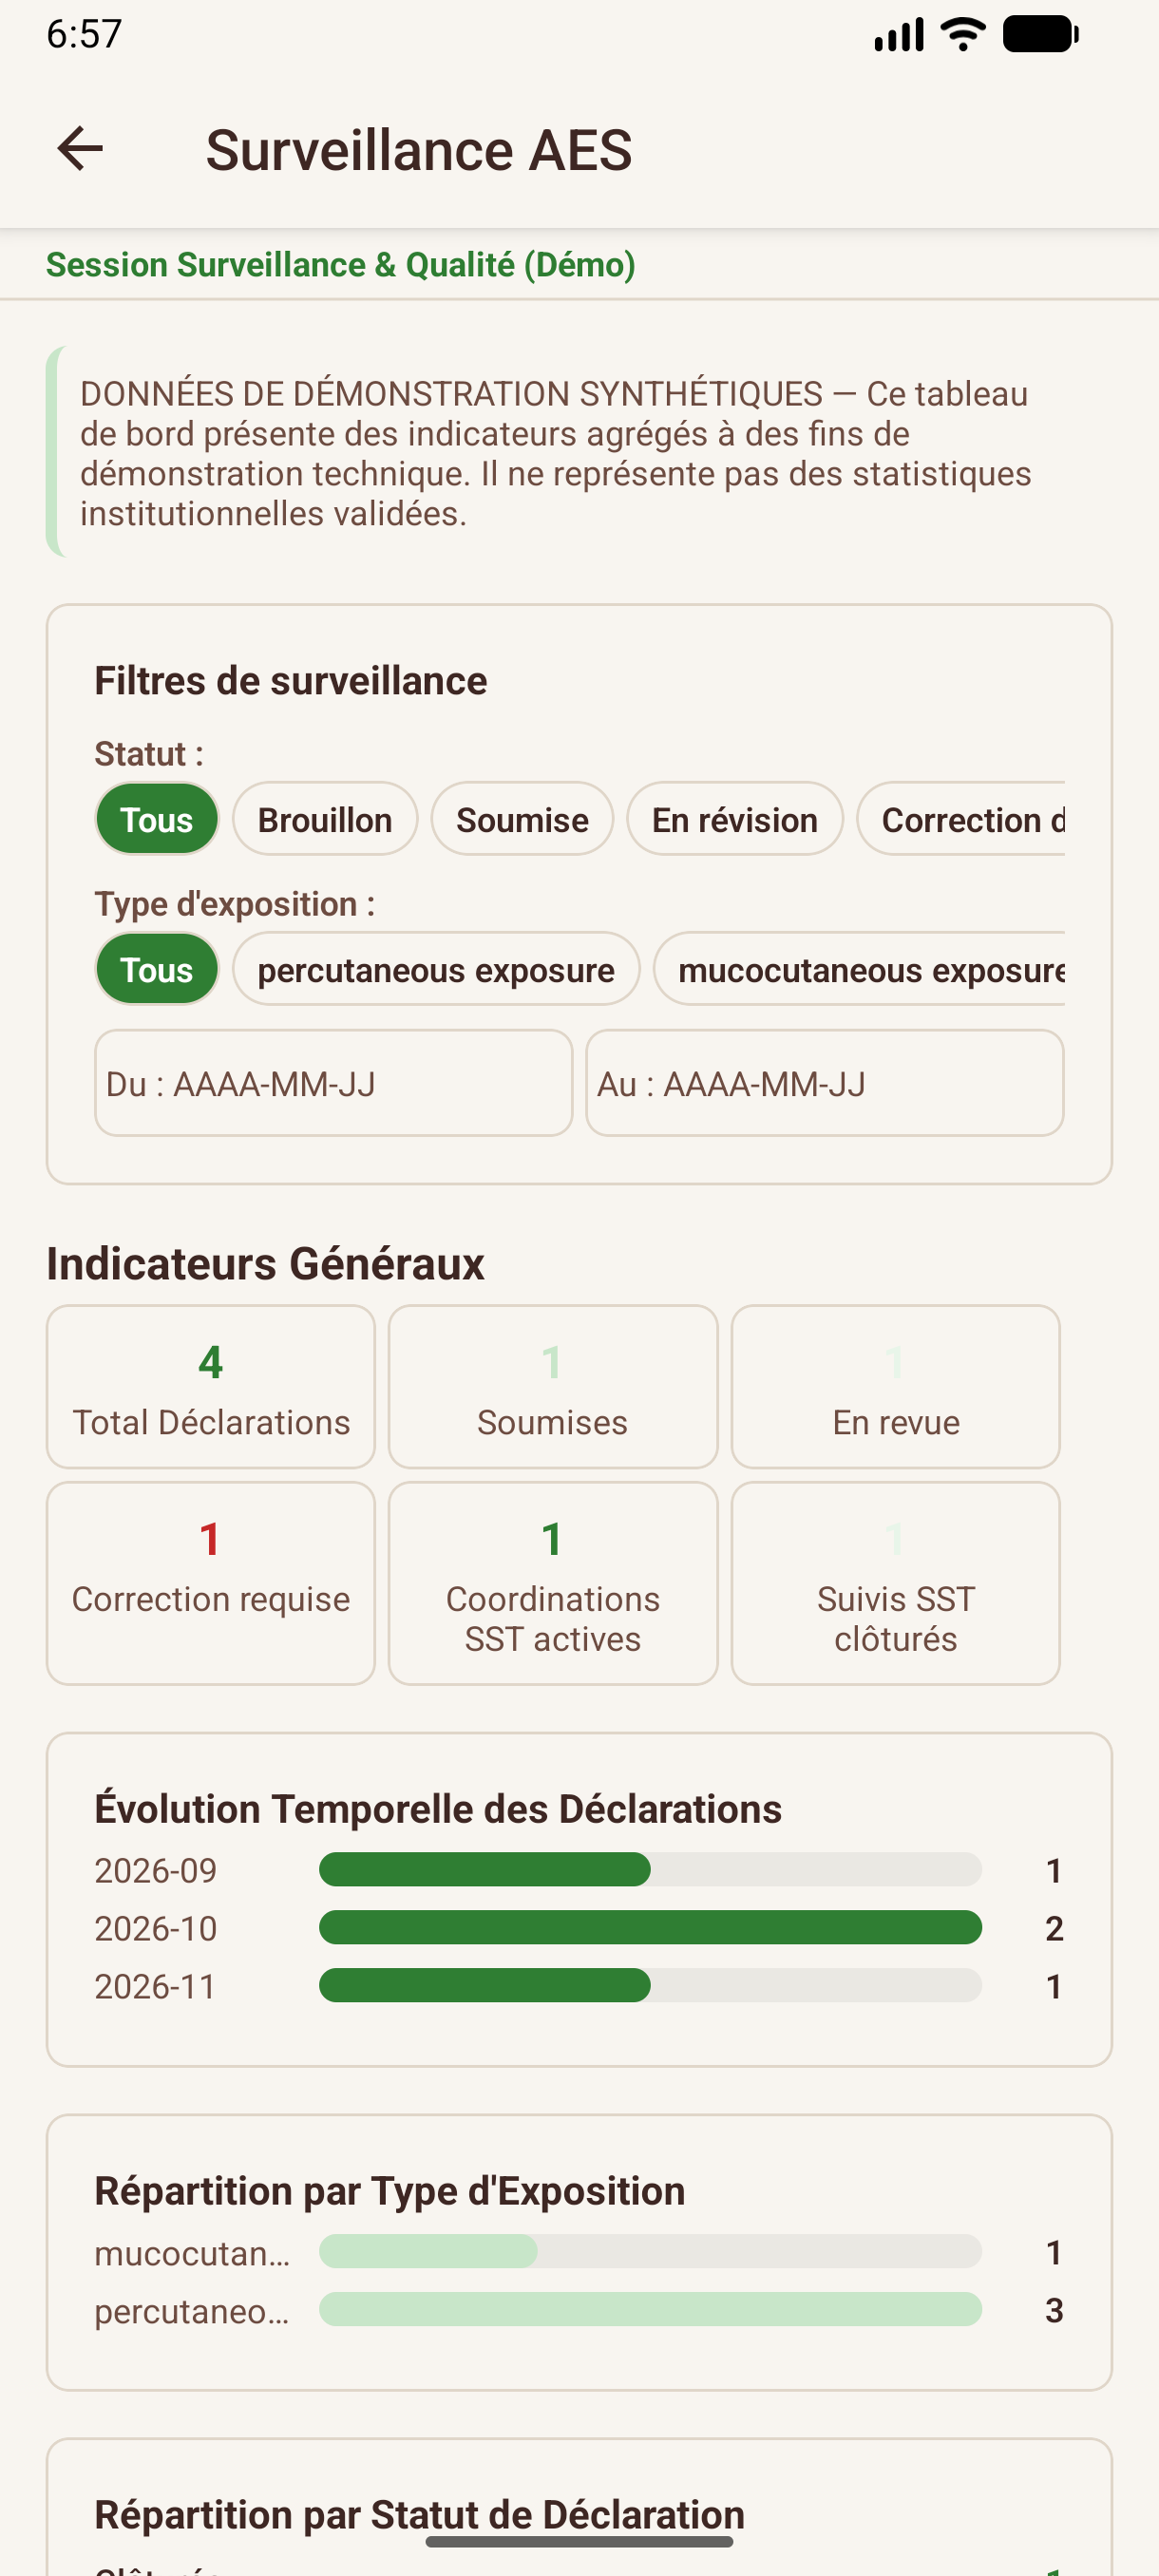 6:57
Surveillance AES
Session Surveillance & Qualité (Démo)
DONNÉES DE DÉMONSTRATION SYNTHÉTIQUES — Ce tableau
de bord présente des indicateurs agrégés à des fins de
démonstration technique. Il ne représente pas des statistiques
institutionnelles validées.
Filtres de surveillance
Statut :
Tous Brouillon Soumise En révision Correction d
Type d'exposition :
Tous percutaneous exposure mucocutaneous exposure
Du : AAAA-MM-JJ Au : AAAA-MM-JJ
Indicateurs Généraux
4 1 1
Total Déclarations Soumises En revue
1 1 1
Correction requise Coordinations Suivis SST
SST actives clôturés
Évolution Temporelle des Déclarations
2026-09 1
2026-10 2
2026-11 1
Répartition par Type d'Exposition
mucocutan... 1
percutaneo... 3
Répartition par Statut de Déclaration